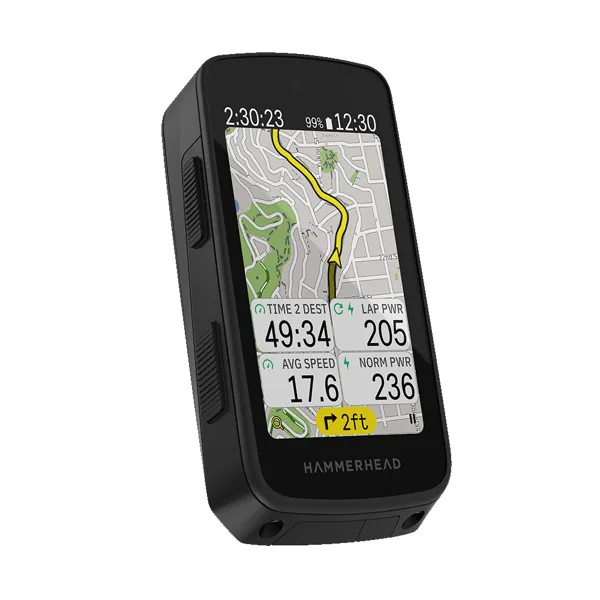 2:30:23 99% 12:30
TIME 2 DEST LAP PWR
49:34 205
AVG SPEED NORM PWR
17.6 236
2ft
HAMMERHEAD